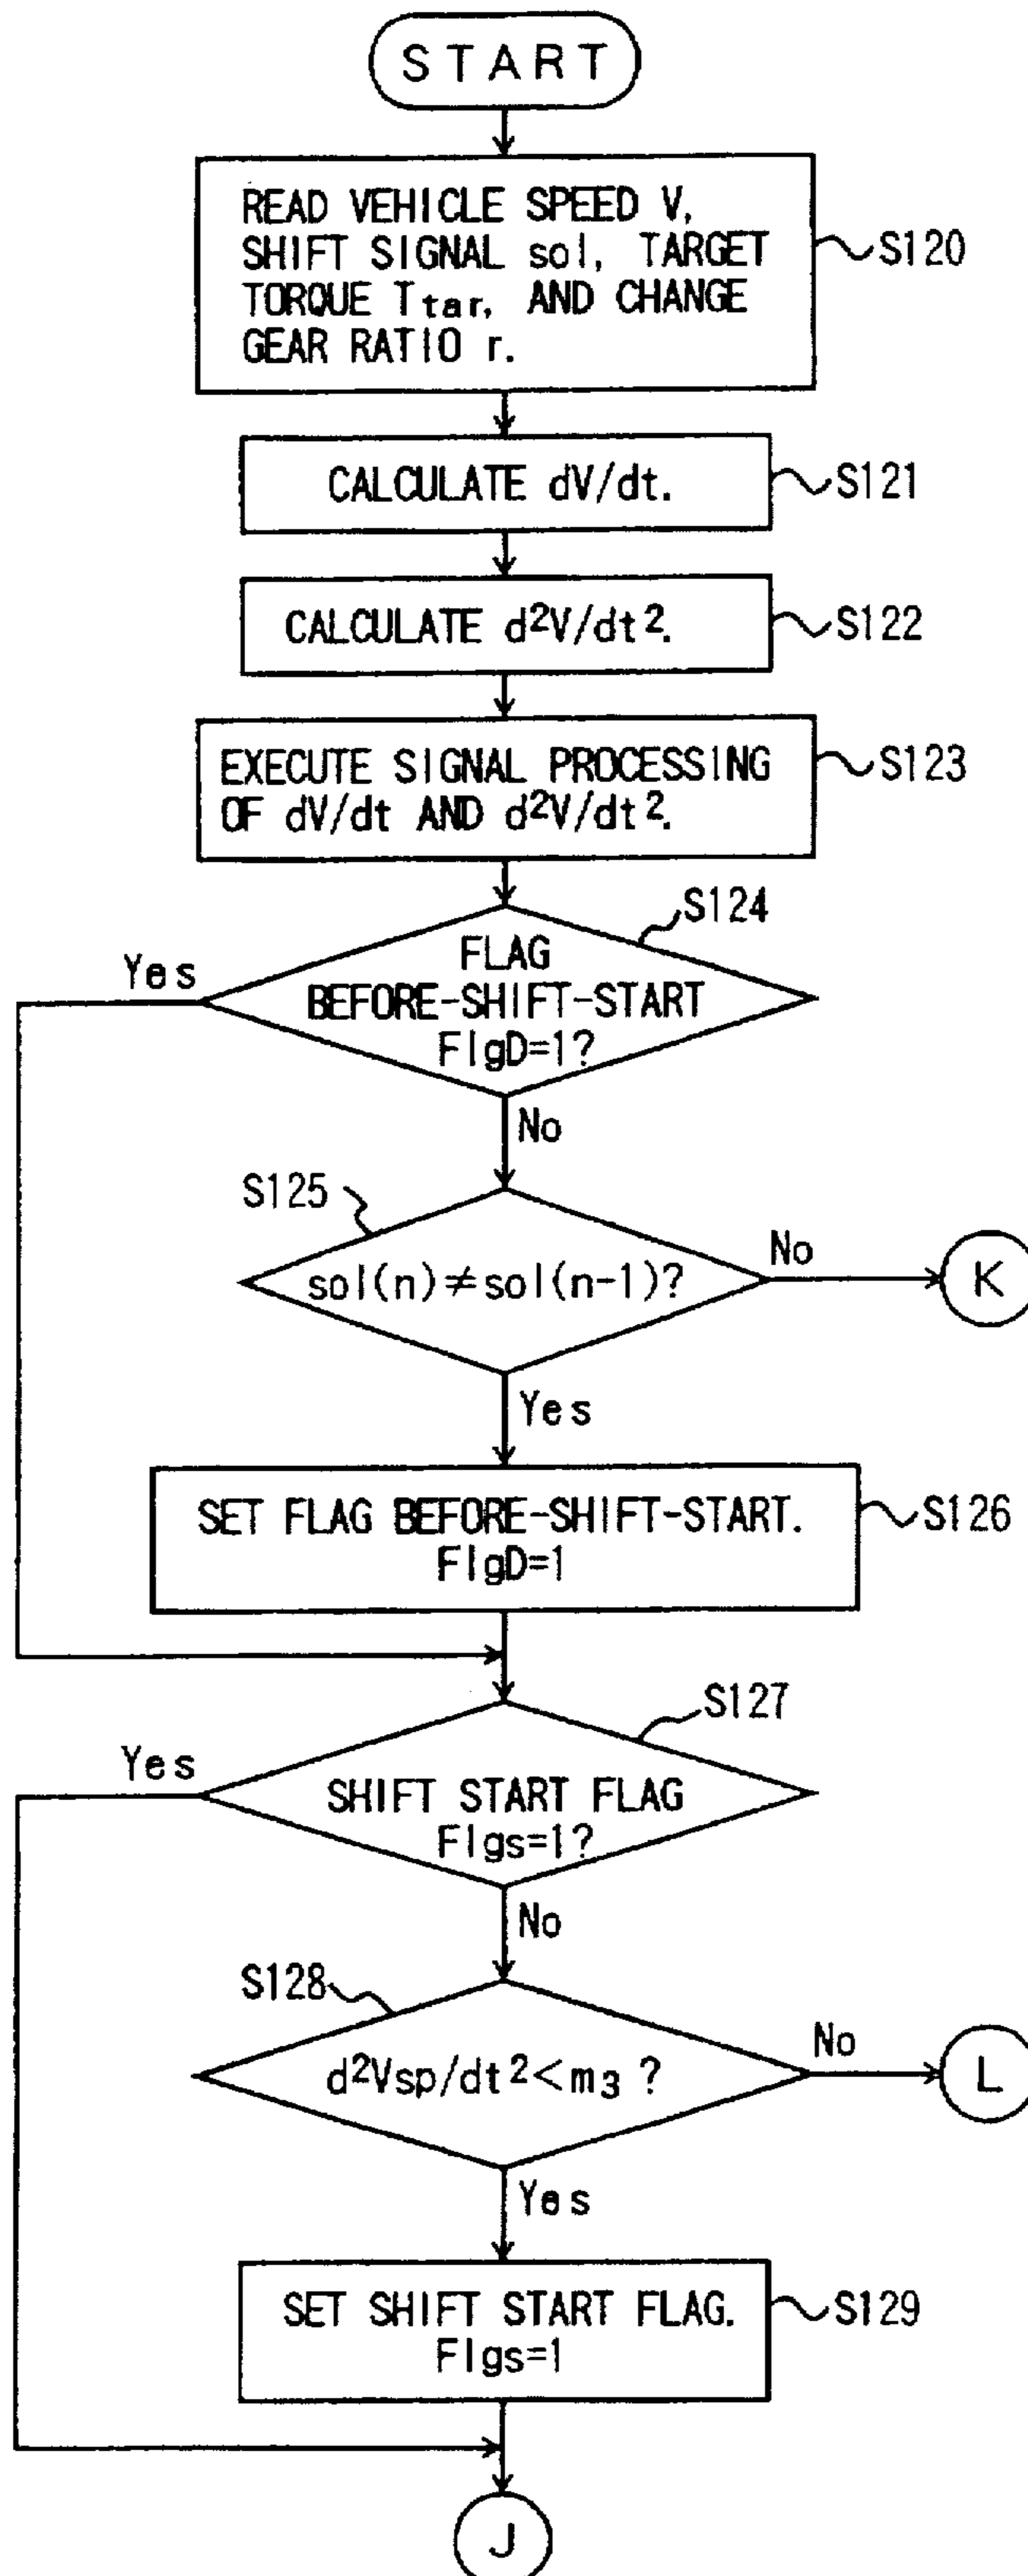 START
READ VEHICLE SPEED V,
SHIFT SIGNAL sol, TARGET
TORQUE Ttar, AND CHANGE
GEAR RATIO r.
S120
CALCULATE dV/dt.
S121
CALCULATE d²V/dt².
S122
EXECUTE SIGNAL PROCESSING
OF dV/dt AND d²V/dt².
S123
S124
FLAG
BEFORE-SHIFT-START
FlgD=1?
Yes
No
S125
sol(n)≠sol(n-1)?
No
K
Yes
SET FLAG BEFORE-SHIFT-START.
FlgD=1
S126
S127
SHIFT START FLAG
Flgs=1?
Yes
No
S128
d²Vsp/dt²<m₃ ?
No
L
Yes
SET SHIFT START FLAG.
Flgs=1
S129
J